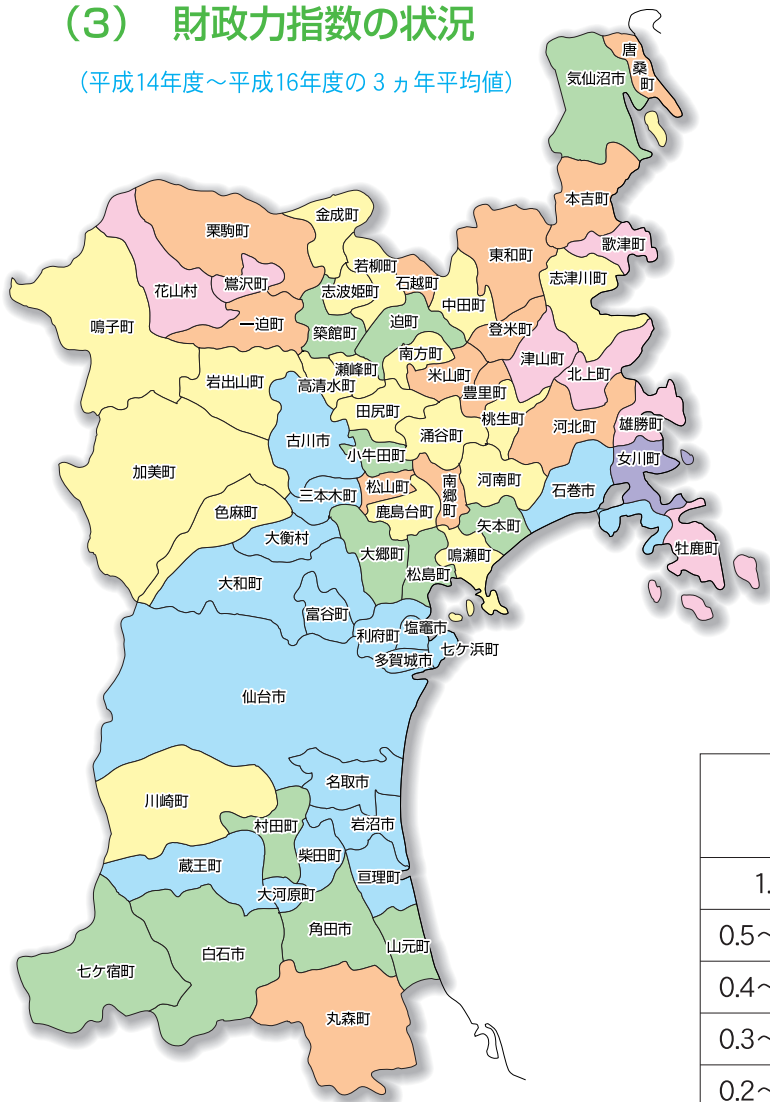 (3) 財政力指数の状況
(平成14年度～平成16年度の3ヵ年平均値)
唐桑町
気仙沼市
本吉町
歌津町
金成町
栗駒町
東和町
志津川町
若柳町
石越町
鶯沢町
花山村
志波姫町
中田町
一迫町
築館町
迫町
登米町
鳴子町
南方町
津山町
瀬峰町
米山町
北上町
岩出山町
高清水町
豊里町
田尻町
桃生町
古川市
涌谷町
河北町
雄勝町
小牛田町
女川町
加美町
松山町
南郷町
河南町
三本木町
石巻市
色麻町
鹿島台町
矢本町
大衡村
大郷町
鳴瀬町
牡鹿町
松島町
大和町
富谷町
利府町
塩竈市
七ケ浜町
多賀城市
仙台市
名取市
川崎町
村田町
岩沼市
柴田町
蔵王町
亘理町
大河原町
角田市
山元町
白石市
七ケ宿町
丸森町
1.
0.5～
0.4～
0.3～
0.2～